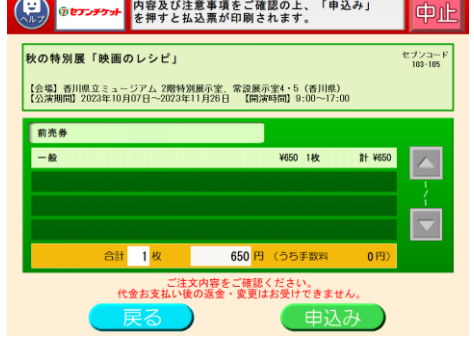 ヘルプ
セブンチケット
内容及び注意事項をご確認の上、「申込み」
を押すと払込票が印刷されます。
中止
秋の特別展「映画のレシピ」
セブンコード
103-105
【会場】香川県立ミュージアム 2階特別展示室、常設展示室4・5（香川県）
【公演期間】2023年10月07日～2023年11月26日 【開演時間】9:00～17:00
前売券
一般 ¥650 1枚 計 ¥650
1/1
合計 1 枚 650 円 （うち手数料 0円）
ご注文内容をご確認ください。
代金お支払い後の返金・変更はお受けできません。
戻る
申込み